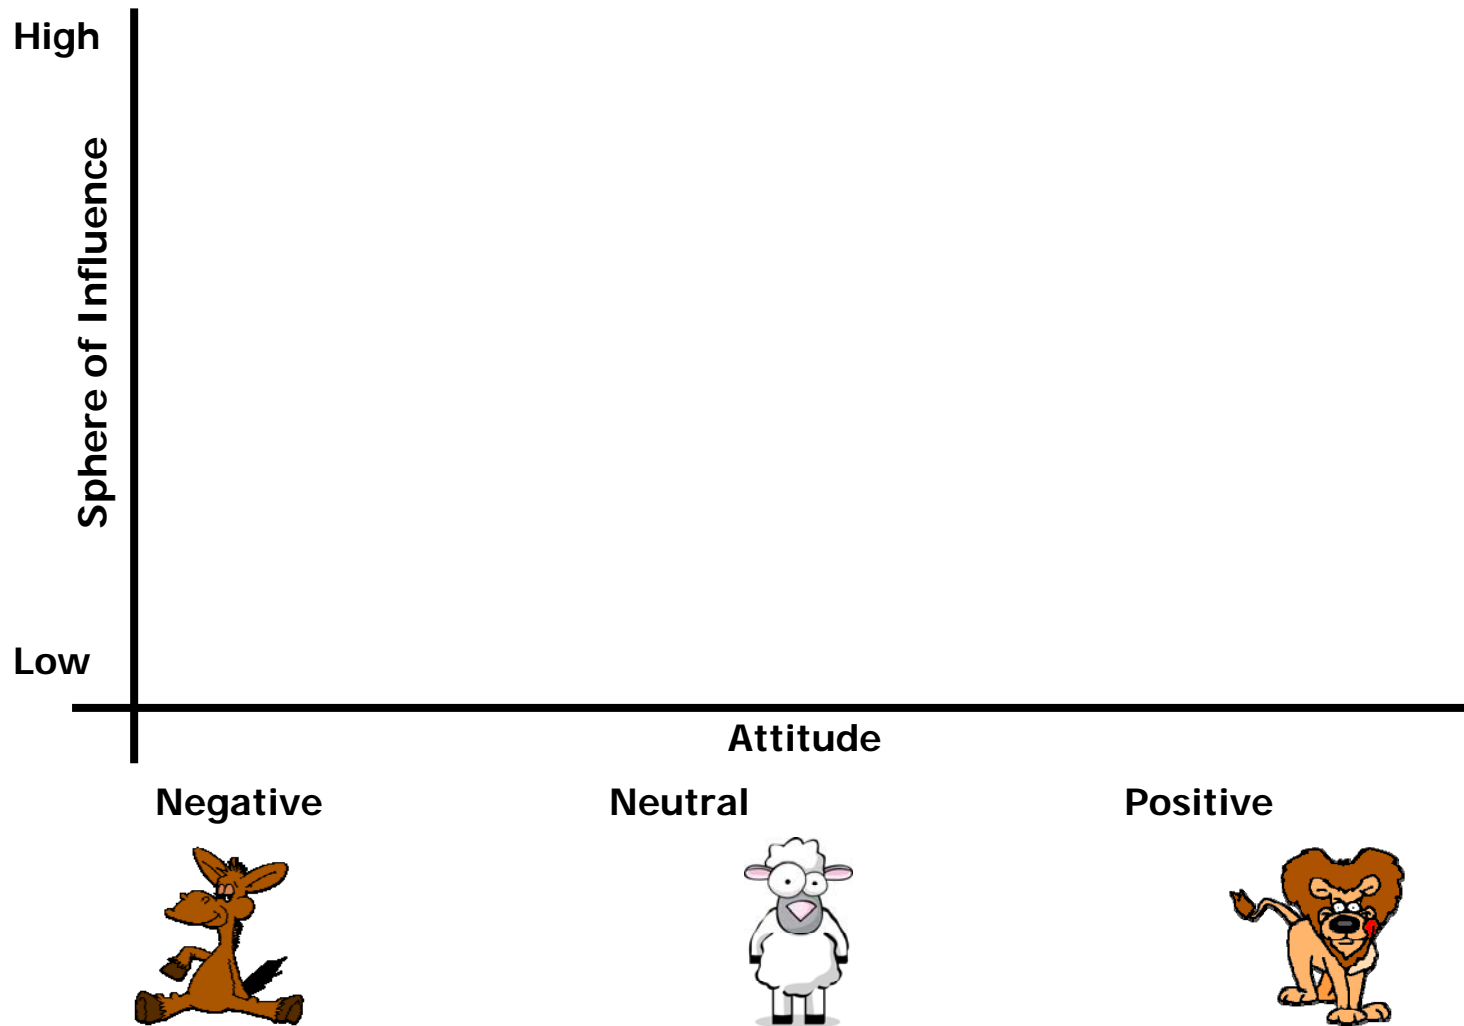 High
Sphere of Influence
Low
Attitude
Negative
Neutral
Positive